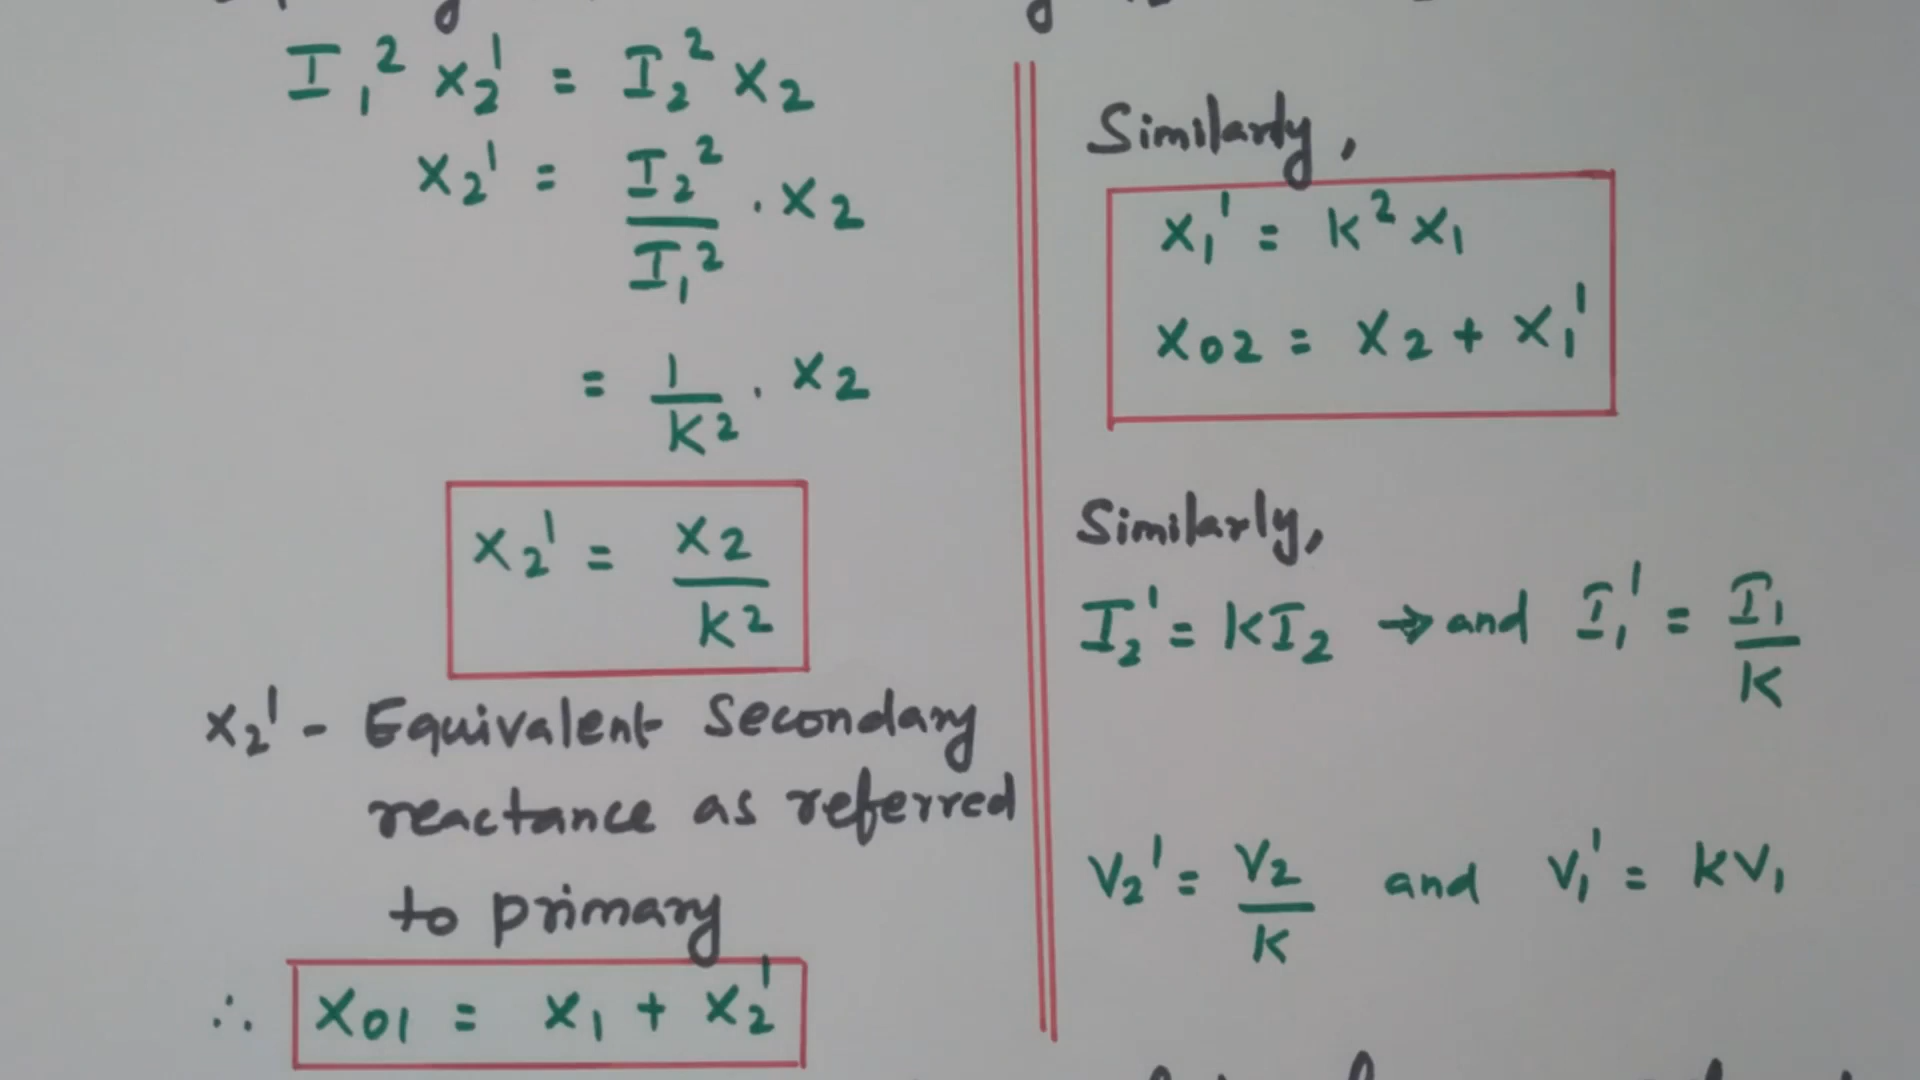 I₁² X₂' = I₂² X₂
X₂' = I₂²/I₁² . X₂
= 1/K² . X₂
X₂' = X₂/K²
X₂' - Equivalent Secondary
reactance as referred
to primary
∴ X₀₁ = X₁ + X₂'
Similarly,
X₁' = K² X₁
X₀₂ = X₂ + X₁'
Similarly,
I₂' = KI₂ → and I₁' = I₁/K
V₂' = V₂/K and V₁' = KV₁